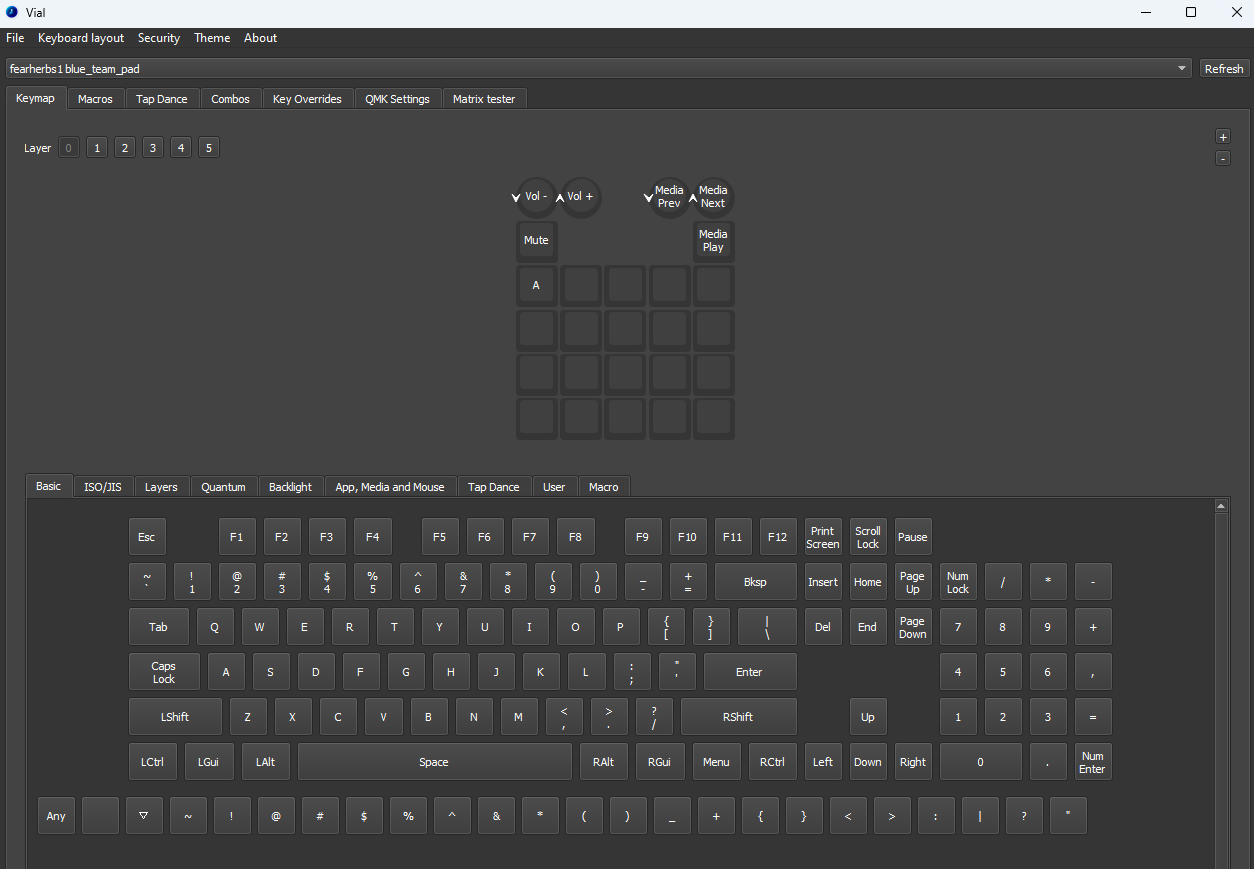 Vial
File Keyboard layout Security Theme About
fearherbs1 blue_team_pad Refresh
Keymap Macros Tap Dance Combos Key Overrides QMK Settings Matrix tester
Layer 0 1 2 3 4 5 +
-
Vol - Vol + Media Prev Media Next
Mute Media Play
A
Basic ISO/JIS Layers Quantum Backlight App, Media and Mouse Tap Dance User Macro
Esc F1 F2 F3 F4 F5 F6 F7 F8 F9 F10 F11 F12 Print Screen Scroll Lock Pause
~ ` ! 1 @ 2 # 3 $ 4 % 5 ^ 6 & 7 * 8 ( 9 ) 0 _ - + = Bksp Insert Home Page Up Num Lock / * -
Tab Q W E R T Y U I O P { [ } ] | \ Del End Page Down 7 8 9 +
Caps Lock A S D F G H J K L : ; " ' Enter 4 5 6 ,
LShift Z X C V B N M < , > . ? / RShift Up 1 2 3 =
LCtrl LGui LAlt Space RAlt RGui Menu RCtrl Left Down Right 0 . Num Enter
Any ▽ ~ ! @ # $ % ^ & * ( ) _ + { } < > : | ? "